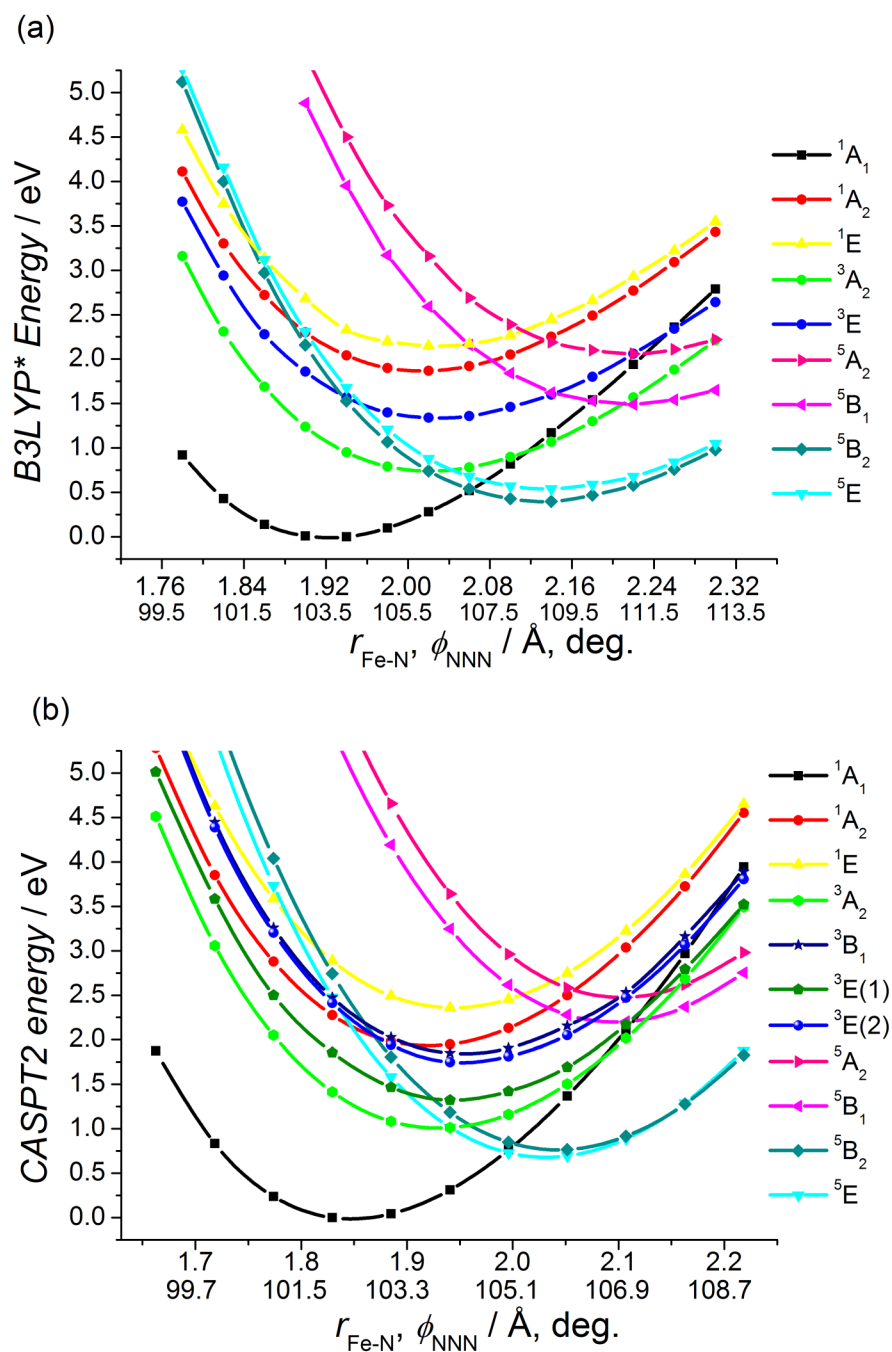 (a)
B3LYP* Energy / eV
5.0
4.5
4.0
3.5
3.0
2.5
2.0
1.5
1.0
0.5
0.0
1.76 1.84 1.92 2.00 2.08 2.16 2.24 2.32
99.5 101.5 103.5 105.5 107.5 109.5 111.5 113.5
r_Fe-N, ϕ_NNN / Å, deg.
¹A₁
¹A₂
¹E
³A₂
³E
⁵A₂
⁵B₁
⁵B₂
⁵E
(b)
CASPT2 energy / eV
5.0
4.5
4.0
3.5
3.0
2.5
2.0
1.5
1.0
0.5
0.0
1.7 1.8 1.9 2.0 2.1 2.2
99.7 101.5 103.3 105.1 106.9 108.7
r_Fe-N, ϕ_NNN / Å, deg.
¹A₁
¹A₂
¹E
³A₂
³B₁
³E(1)
³E(2)
⁵A₂
⁵B₁
⁵B₂
⁵E